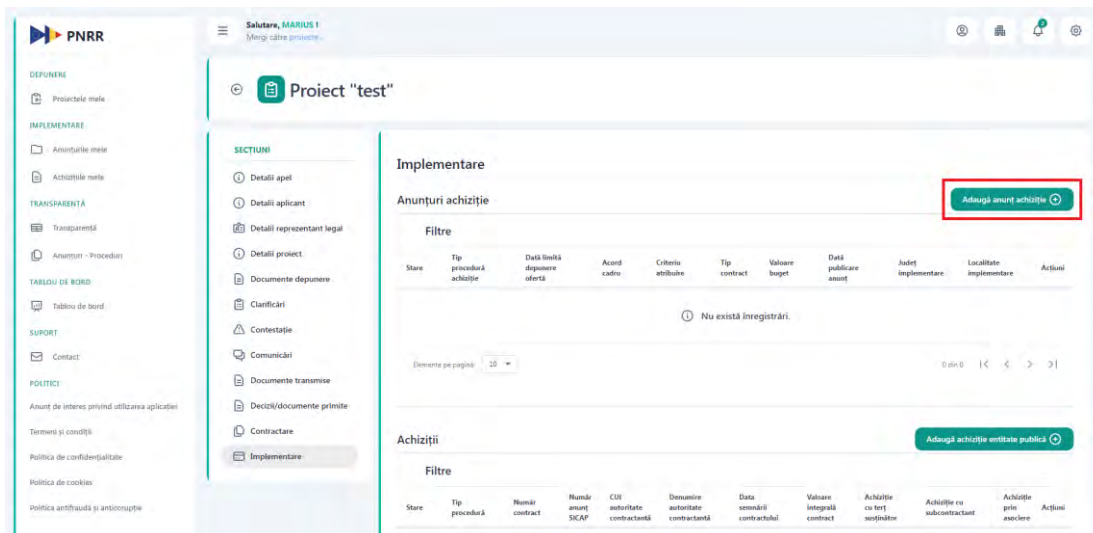 PNRR
Salutare, MARIUS !
Mergi către proiecte...
2
DEPUNERE
Proiectele mele
IMPLEMENTARE
Anunțurile mele
Achizițiile mele
TRANSPARENȚĂ
Transparență
Anunțuri - Proceduri
TABLOU DE BORD
Tablou de bord
SUPORT
Contact
POLITICI
Anunț de interes privind utilizarea aplicației
Termeni și condiții
Politica de confidențialitate
Politica de cookies
Politica antifraudă și anticorupție
Proiect "test"
SECȚIUNI
Detalii apel
Detalii aplicant
Detalii reprezentant legal
Detalii proiect
Documente depunere
Clarificări
Contestație
Comunicări
Documente transmise
Decizii/documente primite
Contractare
Implementare
Implementare
Anunțuri achiziție
Adaugă anunț achiziție
Filtre
Stare
Tip procedură achiziție
Dată limită depunere ofertă
Acord cadru
Criteriu atribuire
Tip contract
Valoare buget
Dată publicare anunț
Județ implementare
Localitate implementare
Acțiuni
Nu există înregistrări.
Elemente pe pagină: 10
0 din 0
Achiziții
Adaugă achiziție entitate publică
Filtre
Stare
Tip procedură
Număr contract
Număr anunț SICAP
CUI autoritate contractantă
Denumire autoritate contractantă
Data semnării contractului
Valoare integrală contract
Achiziție cu terț susținător
Achiziție cu subcontractant
Achiziție prin asociere
Acțiuni